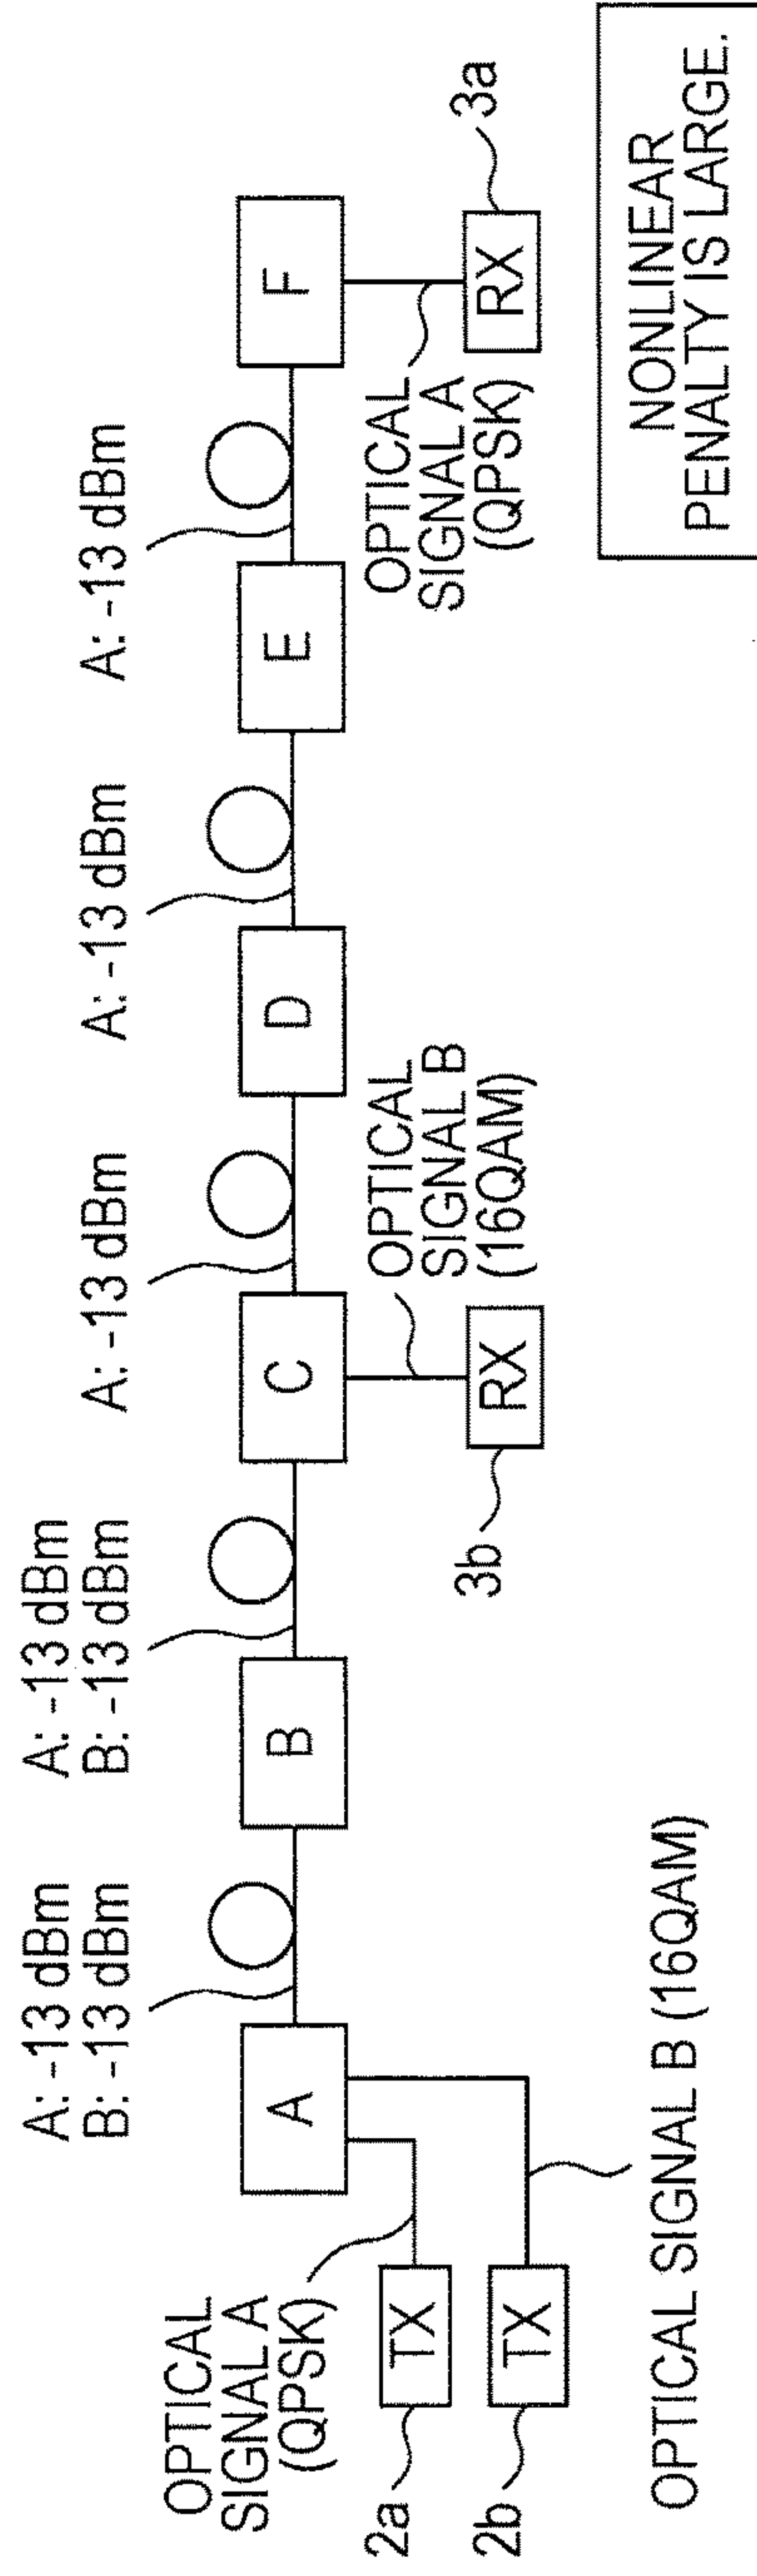 A: -13 dBm
B: -13 dBm
A: -13 dBm
B: -13 dBm
A: -13 dBm
A: -13 dBm
A: -13 dBm
A
B
C
D
E
F
OPTICAL
SIGNAL A
(QPSK)
2a
TX
2b
TX
OPTICAL SIGNAL B (16QAM)
3b
RX
OPTICAL
SIGNAL B
(16QAM)
OPTICAL
SIGNAL A
(QPSK)
RX
3a
NONLINEAR
PENALTY IS LARGE.